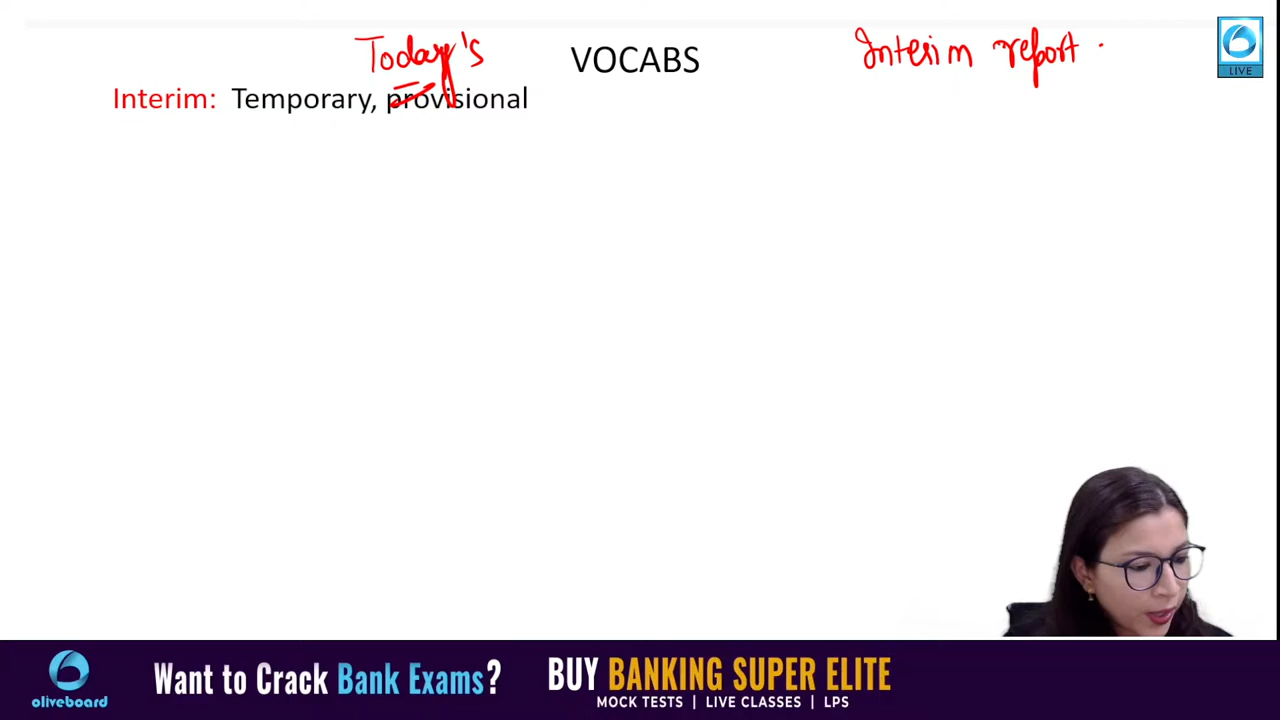 Today's VOCABS Interim report.
Interim: Temporary, provisional
LIVE
Want to Crack Bank Exams? BUY BANKING SUPER ELITE
MOCK TESTS | LIVE CLASSES | LPS
oliveboard